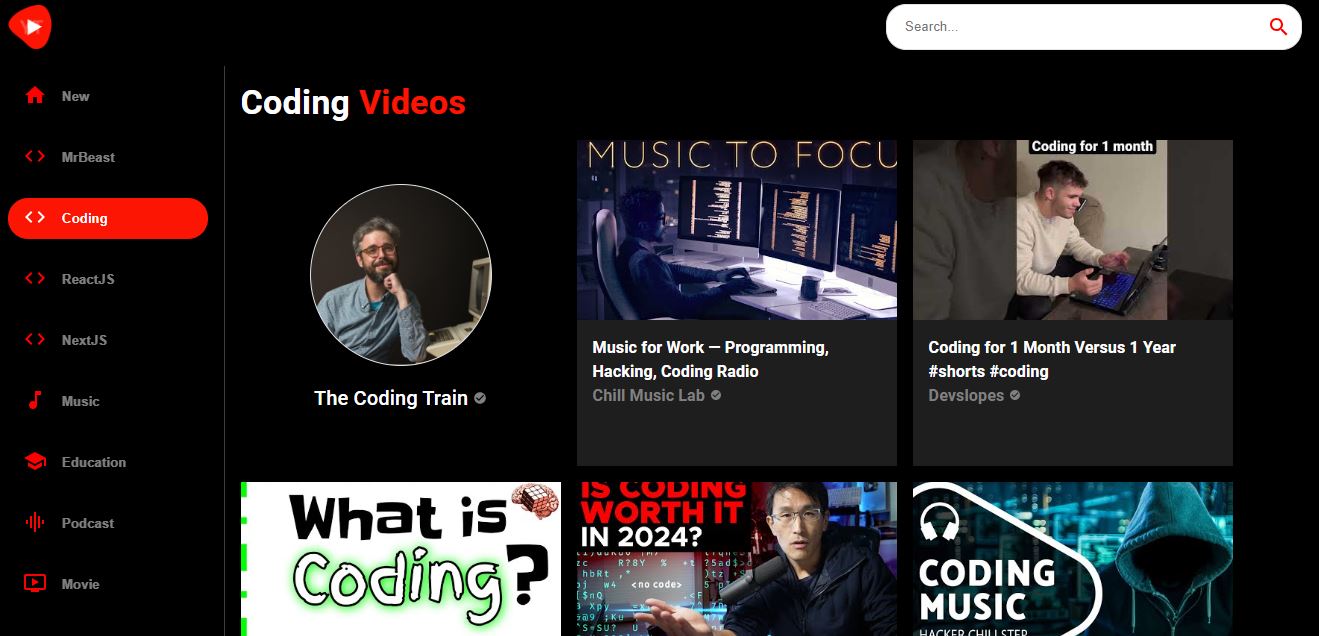 Search...
New
MrBeast
Coding
ReactJS
NextJS
Music
Education
Podcast
Movie
Coding Videos
The Coding Train
MUSIC TO FOCU
Music for Work — Programming,
Hacking, Coding Radio
Chill Music Lab
Coding for 1 month
Coding for 1 Month Versus 1 Year
#shorts #coding
Devslopes
What is
Coding?
IS CODING
WORTH IT
IN 2024?
<no code>
CODING
MUSIC
HACKER CHILLSTEP